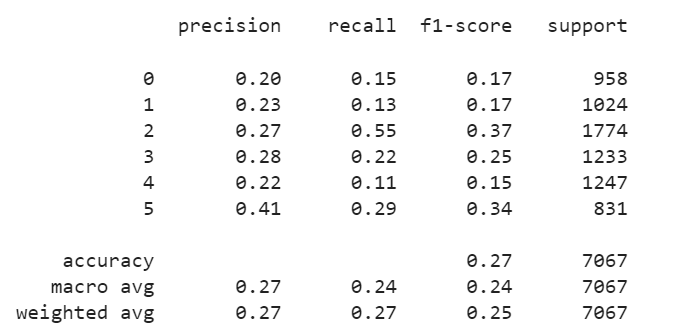 precision recall f1-score support
0 0.20 0.15 0.17 958
1 0.23 0.13 0.17 1024
2 0.27 0.55 0.37 1774
3 0.28 0.22 0.25 1233
4 0.22 0.11 0.15 1247
5 0.41 0.29 0.34 831
accuracy 0.27 7067
macro avg 0.27 0.24 0.24 7067
weighted avg 0.27 0.27 0.25 7067